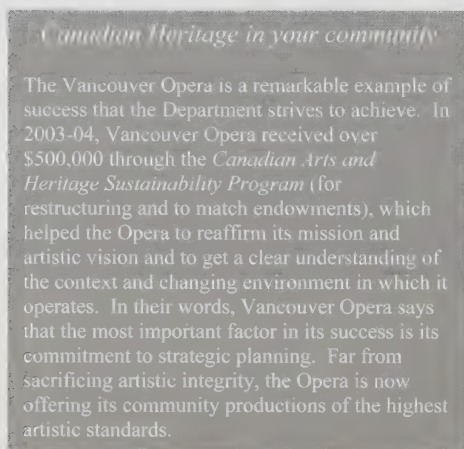 Canadian Heritage in your community
The Vancouver Opera is a remarkable example of
success that the Department strives to achieve. In
2003-04, Vancouver Opera received over
$500,000 through the Canadian Arts and
Heritage Sustainability Program (for
restructuring and to match endowments), which
helped the Opera to reaffirm its mission and
artistic vision and to get a clear understanding of
the context and changing environment in which it
operates. In their words, Vancouver Opera says
that the most important factor in its success is its
commitment to strategic planning. Far from
sacrificing artistic integrity, the Opera is now
offering its community productions of the highest
artistic standards.